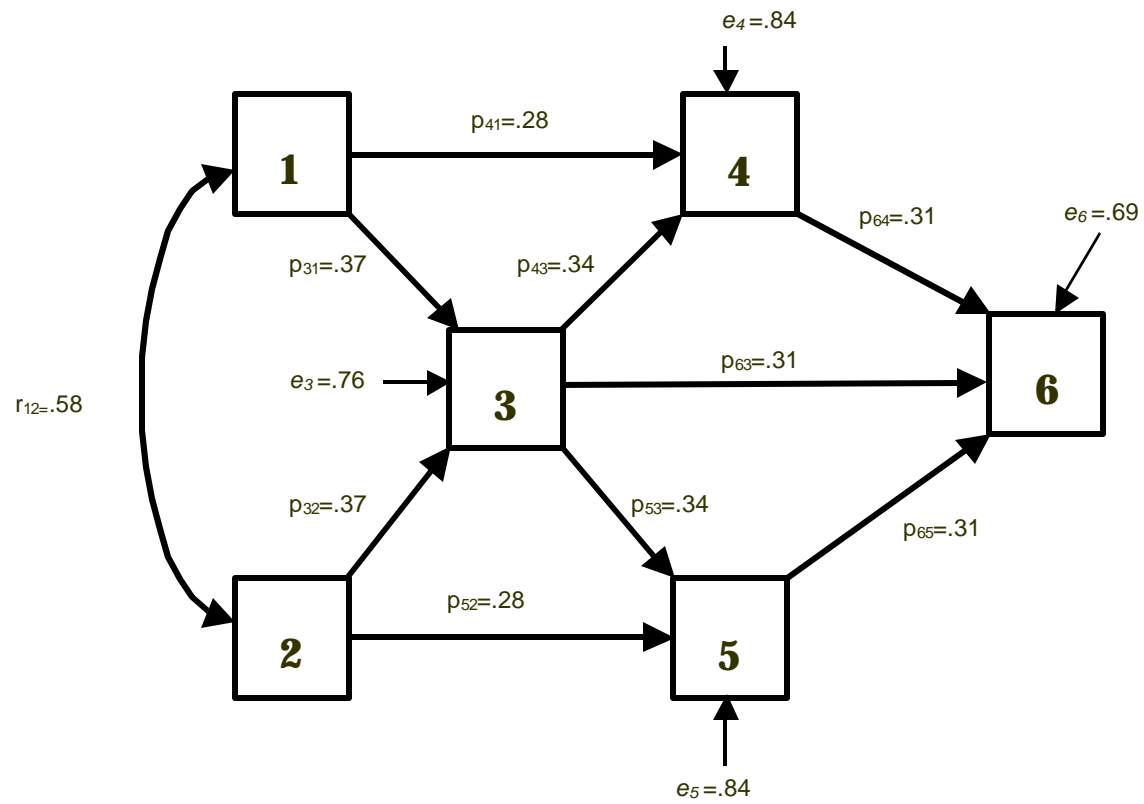 e₄=.84
p₄₁=.28
1
4
p₆₄=.31
e₆=.69
p₃₁=.37
p₄₃=.34
p₆₃=.31
e₃=.76
3
6
r₁₂₌.58
p₃₂=.37
p₅₃=.34
p₆₅=.31
p₅₂=.28
2
5
e₅=.84